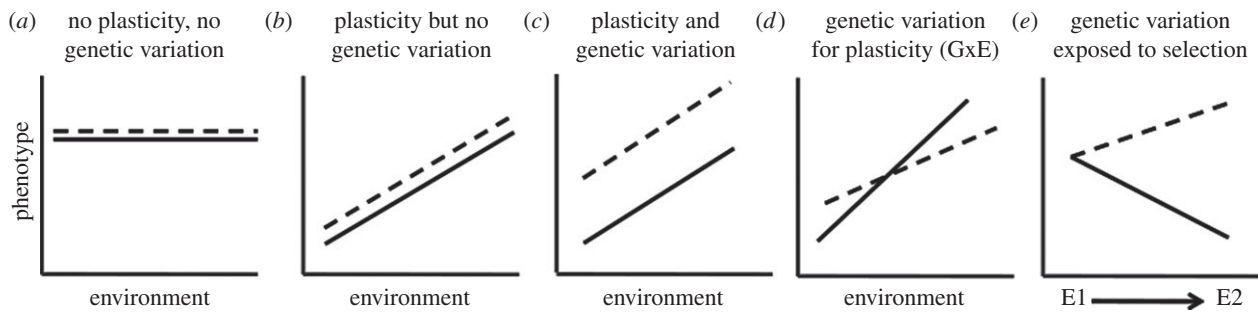 (a) no plasticity, no
genetic variation
(b) plasticity but no
genetic variation
(c) plasticity and
genetic variation
(d) genetic variation
for plasticity (GxE)
(e) genetic variation
exposed to selection
phenotype
environment
environment
environment
environment
E1 E2